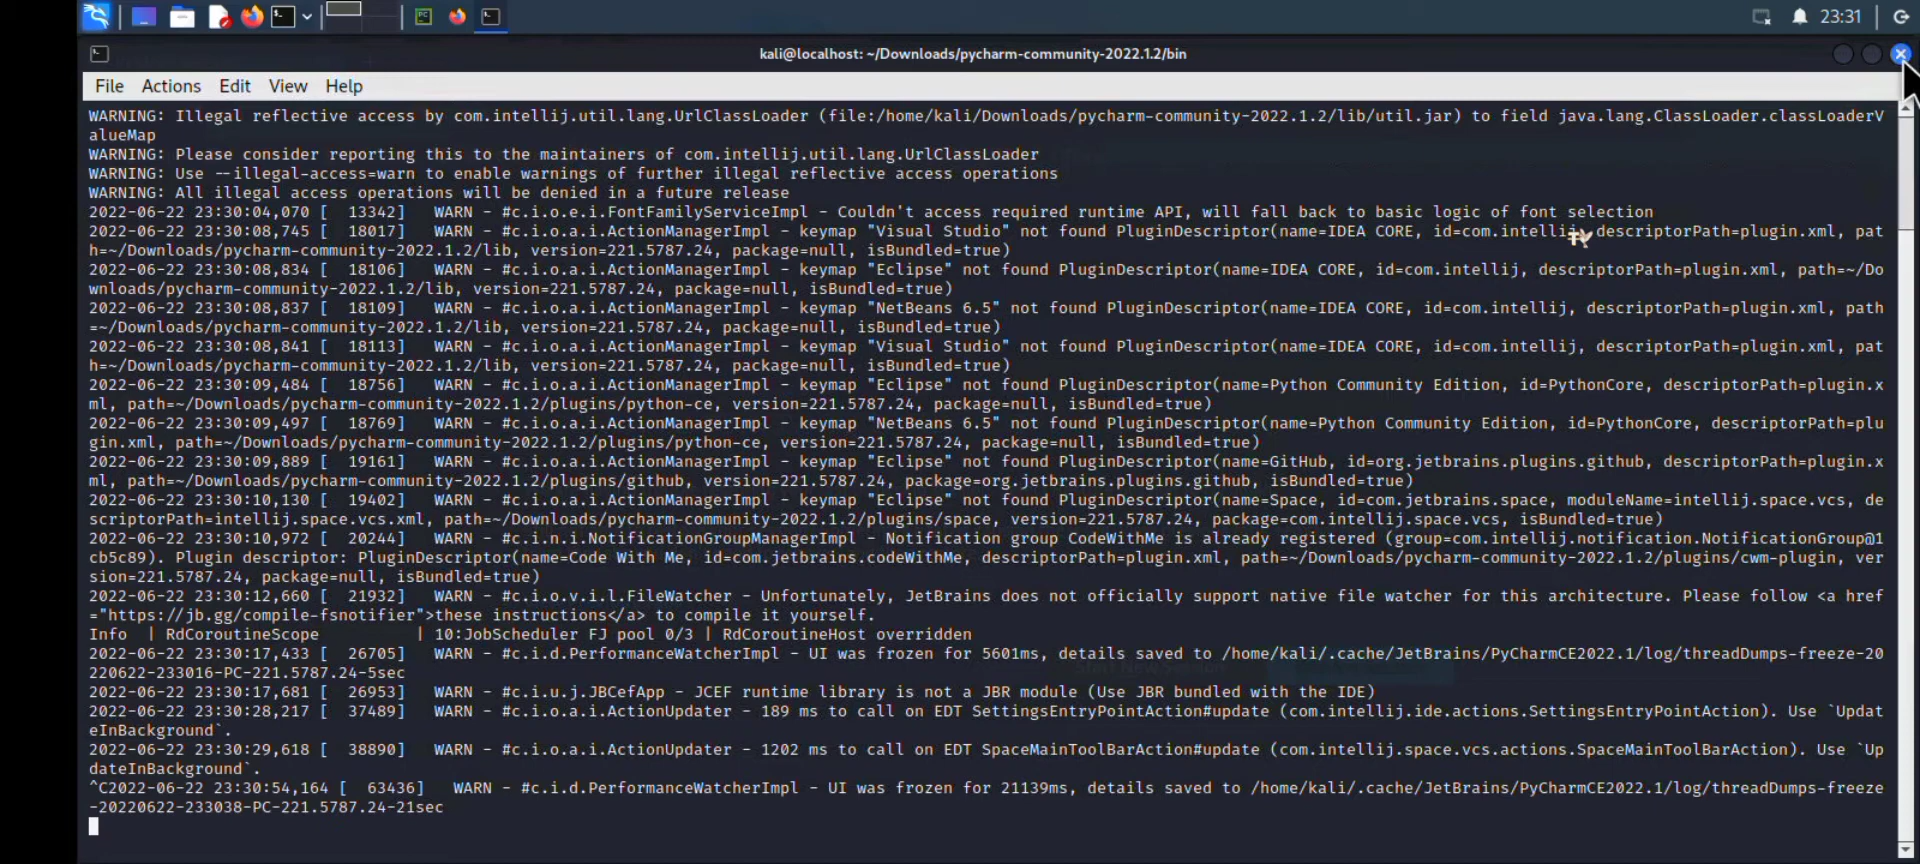 23:31
kali@localhost: ~/Downloads/pycharm-community-2022.1.2/bin
File Actions Edit View Help
WARNING: Illegal reflective access by com.intellij.util.lang.UrlClassLoader (file:/home/kali/Downloads/pycharm-community-2022.1.2/lib/util.jar) to field java.lang.ClassLoader.classLoaderV
alueMap
WARNING: Please consider reporting this to the maintainers of com.intellij.util.lang.UrlClassLoader
WARNING: Use --illegal-access=warn to enable warnings of further illegal reflective access operations
WARNING: All illegal access operations will be denied in a future release
2022-06-22 23:30:04,070 [  13342]   WARN - #c.i.o.e.i.FontFamilyServiceImpl - Couldn't access required runtime API, will fall back to basic logic of font selection
2022-06-22 23:30:08,745 [  18017]   WARN - #c.i.o.a.i.ActionManagerImpl - keymap "Visual Studio" not found PluginDescriptor(name=IDEA CORE, id=com.intellij, descriptorPath=plugin.xml, pat
h=~/Downloads/pycharm-community-2022.1.2/lib, version=221.5787.24, package=null, isBundled=true)
2022-06-22 23:30:08,834 [  18106]   WARN - #c.i.o.a.i.ActionManagerImpl - keymap "Eclipse" not found PluginDescriptor(name=IDEA CORE, id=com.intellij, descriptorPath=plugin.xml, path=~/Do
wnloads/pycharm-community-2022.1.2/lib, version=221.5787.24, package=null, isBundled=true)
2022-06-22 23:30:08,837 [  18109]   WARN - #c.i.o.a.i.ActionManagerImpl - keymap "NetBeans 6.5" not found PluginDescriptor(name=IDEA CORE, id=com.intellij, descriptorPath=plugin.xml, path
=~/Downloads/pycharm-community-2022.1.2/lib, version=221.5787.24, package=null, isBundled=true)
2022-06-22 23:30:08,841 [  18113]   WARN - #c.i.o.a.i.ActionManagerImpl - keymap "Visual Studio" not found PluginDescriptor(name=IDEA CORE, id=com.intellij, descriptorPath=plugin.xml, pat
h=~/Downloads/pycharm-community-2022.1.2/lib, version=221.5787.24, package=null, isBundled=true)
2022-06-22 23:30:09,484 [  18756]   WARN - #c.i.o.a.i.ActionManagerImpl - keymap "Eclipse" not found PluginDescriptor(name=Python Community Edition, id=PythonCore, descriptorPath=plugin.x
ml, path=~/Downloads/pycharm-community-2022.1.2/plugins/python-ce, version=221.5787.24, package=null, isBundled=true)
2022-06-22 23:30:09,497 [  18769]   WARN - #c.i.o.a.i.ActionManagerImpl - keymap "NetBeans 6.5" not found PluginDescriptor(name=Python Community Edition, id=PythonCore, descriptorPath=plu
gin.xml, path=~/Downloads/pycharm-community-2022.1.2/plugins/python-ce, version=221.5787.24, package=null, isBundled=true)
2022-06-22 23:30:09,889 [  19161]   WARN - #c.i.o.a.i.ActionManagerImpl - keymap "Eclipse" not found PluginDescriptor(name=GitHub, id=org.jetbrains.plugins.github, descriptorPath=plugin.x
ml, path=~/Downloads/pycharm-community-2022.1.2/plugins/github, version=221.5787.24, package=org.jetbrains.plugins.github, isBundled=true)
2022-06-22 23:30:10,130 [  19402]   WARN - #c.i.o.a.i.ActionManagerImpl - keymap "Eclipse" not found PluginDescriptor(name=Space, id=com.jetbrains.space, moduleName=intellij.space.vcs, de
scriptorPath=intellij.space.vcs.xml, path=~/Downloads/pycharm-community-2022.1.2/plugins/space, version=221.5787.24, package=com.intellij.space.vcs, isBundled=true)
2022-06-22 23:30:10,972 [  20244]   WARN - #c.i.n.i.NotificationGroupManagerImpl - Notification group CodeWithMe is already registered (group=com.intellij.notification.NotificationGroup@1
cb5c89). Plugin descriptor: PluginDescriptor(name=Code With Me, id=com.jetbrains.codeWithMe, descriptorPath=plugin.xml, path=~/Downloads/pycharm-community-2022.1.2/plugins/cwm-plugin, ver
sion=221.5787.24, package=null, isBundled=true)
2022-06-22 23:30:12,660 [  21932]   WARN - #c.i.o.v.i.l.FileWatcher - Unfortunately, JetBrains does not officially support native file watcher for this architecture. Please follow <a href
="https://jb.gg/compile-fsnotifier">these instructions</a> to compile it yourself.
Info  | RdCoroutineScope          | 10:JobScheduler FJ pool 0/3 | RdCoroutineHost overridden
2022-06-22 23:30:17,433 [  26705]   WARN - #c.i.d.PerformanceWatcherImpl - UI was frozen for 5601ms, details saved to /home/kali/.cache/JetBrains/PyCharmCE2022.1/log/threadDumps-freeze-20
220622-233016-PC-221.5787.24-5sec
2022-06-22 23:30:17,681 [  26953]   WARN - #c.i.u.j.JBCefApp - JCEF runtime library is not a JBR module (Use JBR bundled with the IDE)
2022-06-22 23:30:28,217 [  37489]   WARN - #c.i.o.a.i.ActionUpdater - 189 ms to call on EDT SettingsEntryPointAction#update (com.intellij.ide.actions.SettingsEntryPointAction). Use `Updat
eInBackground`.
2022-06-22 23:30:29,618 [  38890]   WARN - #c.i.o.a.i.ActionUpdater - 1202 ms to call on EDT SpaceMainToolBarAction#update (com.intellij.space.vcs.actions.SpaceMainToolBarAction). Use `Up
dateInBackground`.
^C2022-06-22 23:30:54,164 [  63436]   WARN - #c.i.d.PerformanceWatcherImpl - UI was frozen for 21139ms, details saved to /home/kali/.cache/JetBrains/PyCharmCE2022.1/log/threadDumps-freeze
-20220622-233038-PC-221.5787.24-21sec